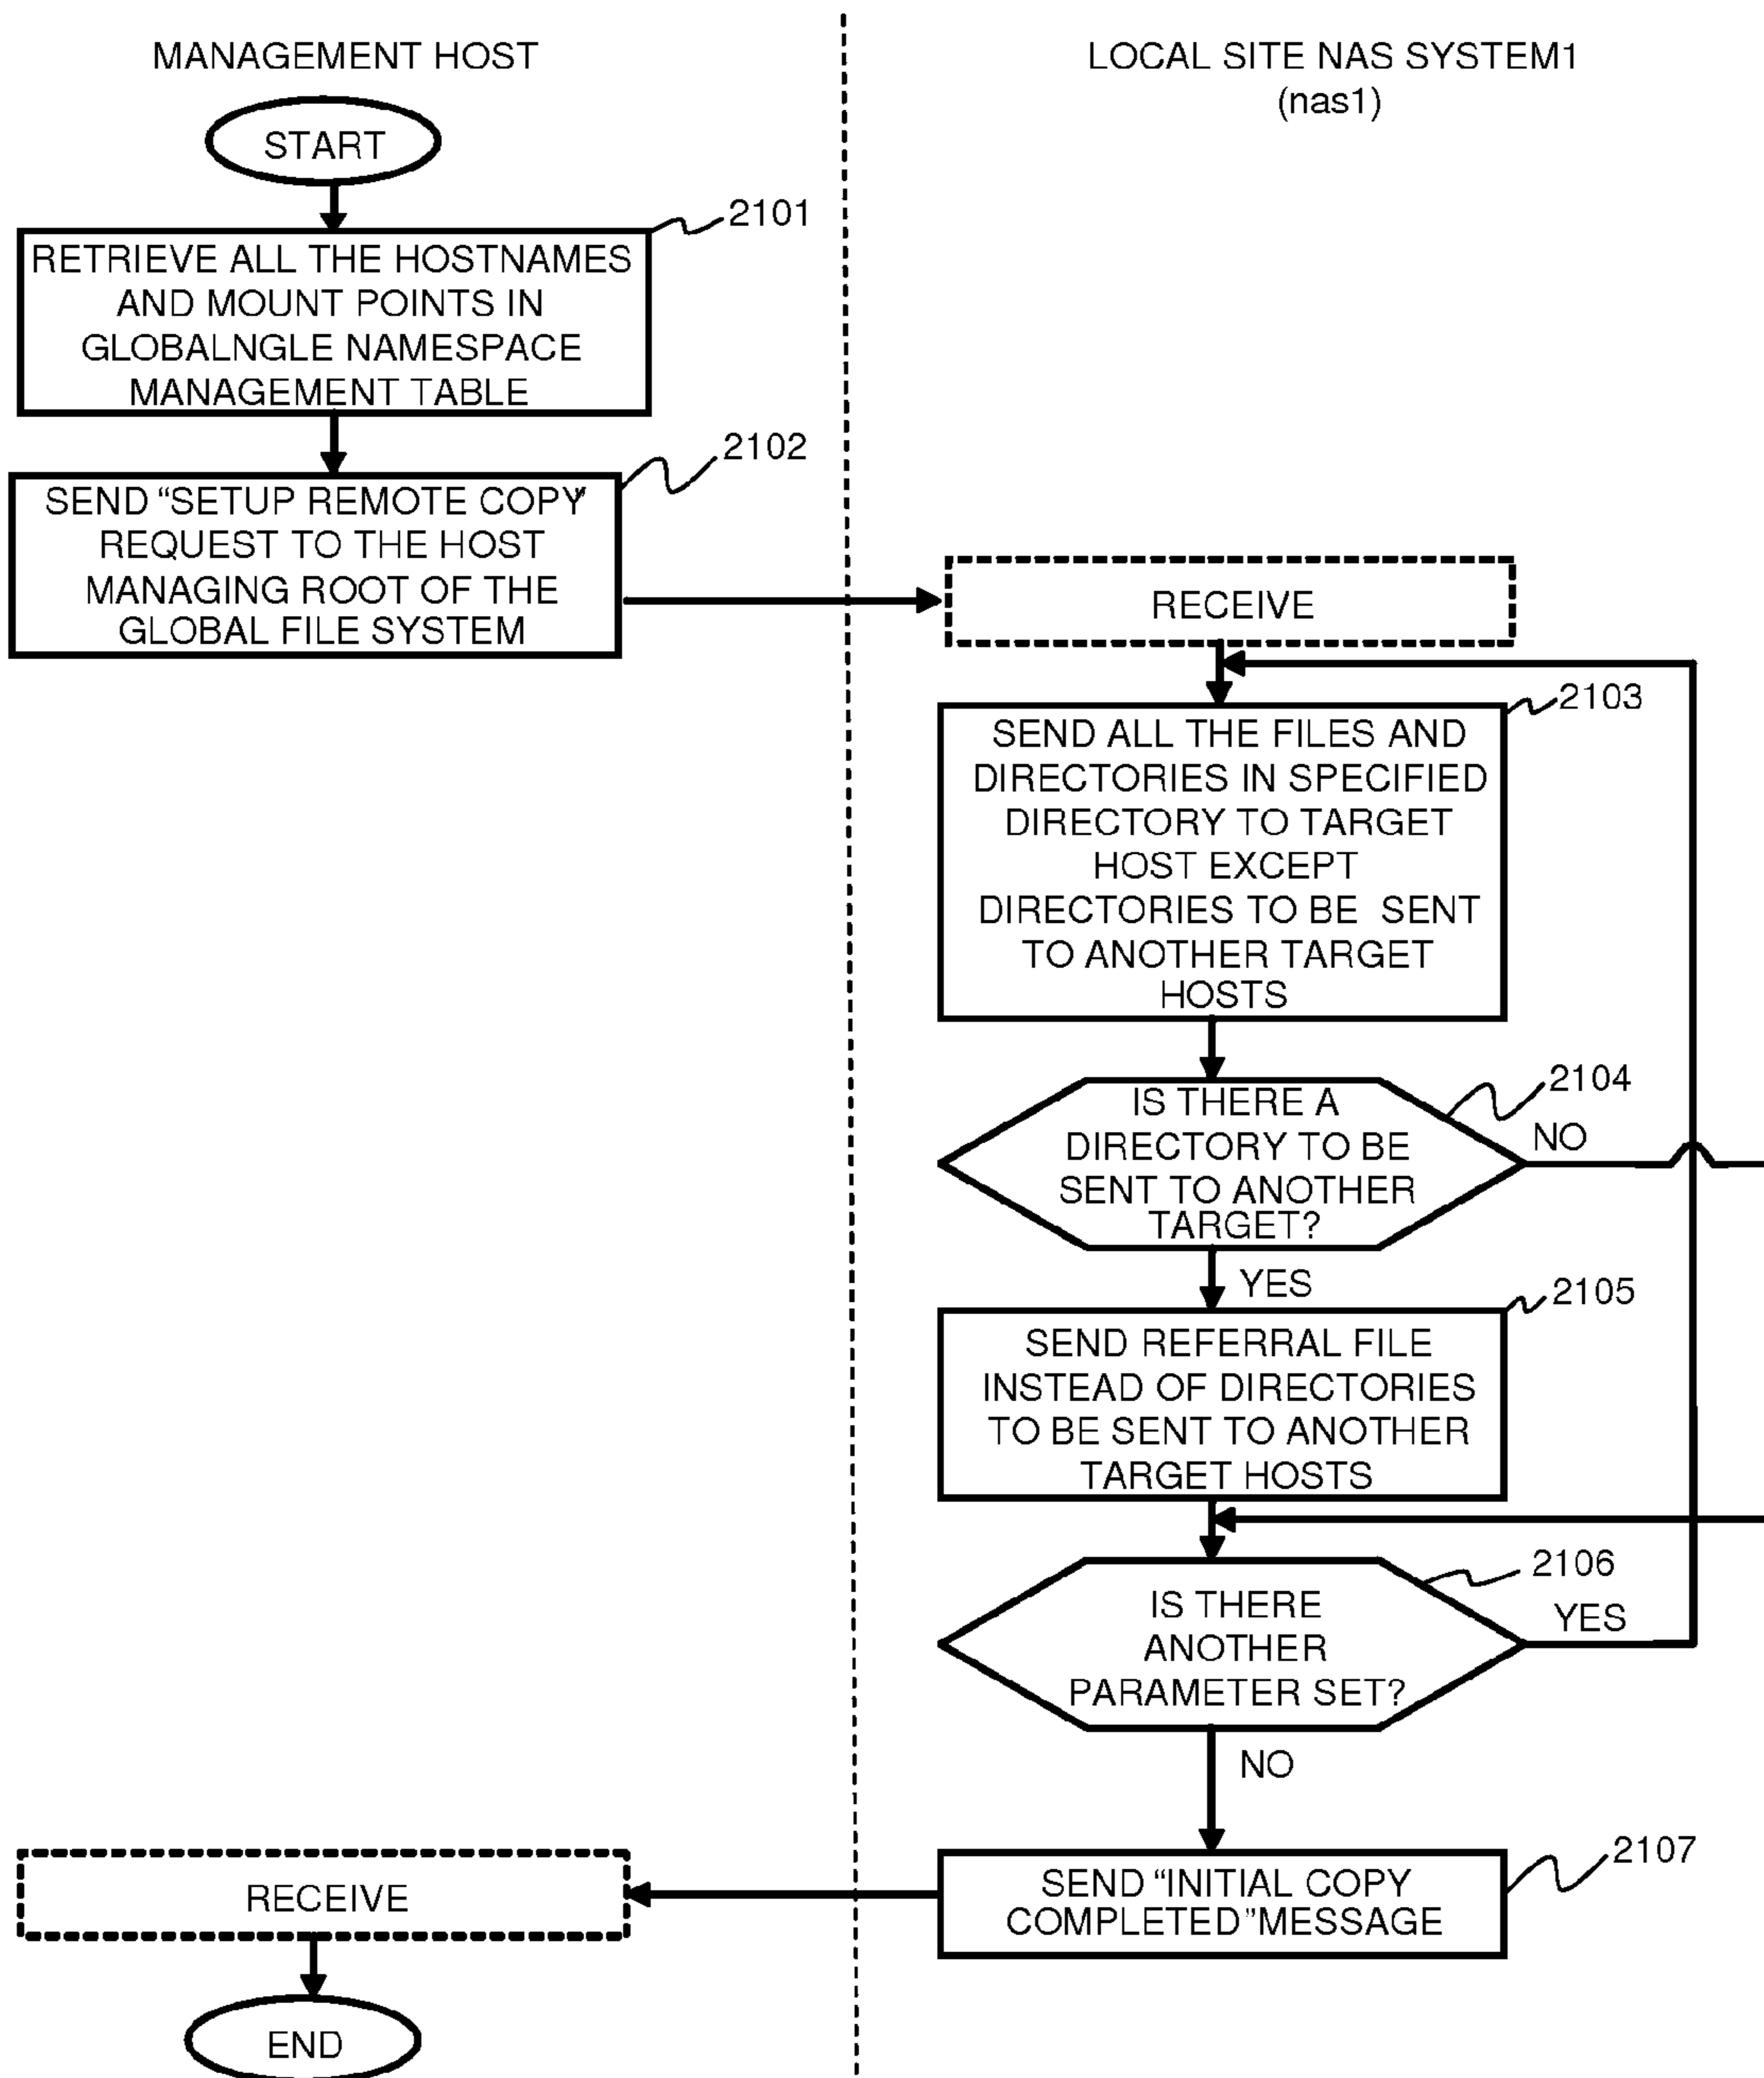 MANAGEMENT HOST
START
2101
RETRIEVE ALL THE HOSTNAMES
AND MOUNT POINTS IN
GLOBALNGLE NAMESPACE
MANAGEMENT TABLE
2102
SEND “SETUP REMOTE COPY”
REQUEST TO THE HOST
MANAGING ROOT OF THE
GLOBAL FILE SYSTEM
LOCAL SITE NAS SYSTEM1
(nas1)
RECEIVE
2103
SEND ALL THE FILES AND
DIRECTORIES IN SPECIFIED
DIRECTORY TO TARGET
HOST EXCEPT
DIRECTORIES TO BE SENT
TO ANOTHER TARGET
HOSTS
2104
IS THERE A
DIRECTORY TO BE
SENT TO ANOTHER
TARGET?
NO
YES
2105
SEND REFERRAL FILE
INSTEAD OF DIRECTORIES
TO BE SENT TO ANOTHER
TARGET HOSTS
2106
IS THERE
ANOTHER
PARAMETER SET?
YES
NO
2107
SEND “INITIAL COPY
COMPLETED”MESSAGE
RECEIVE
END